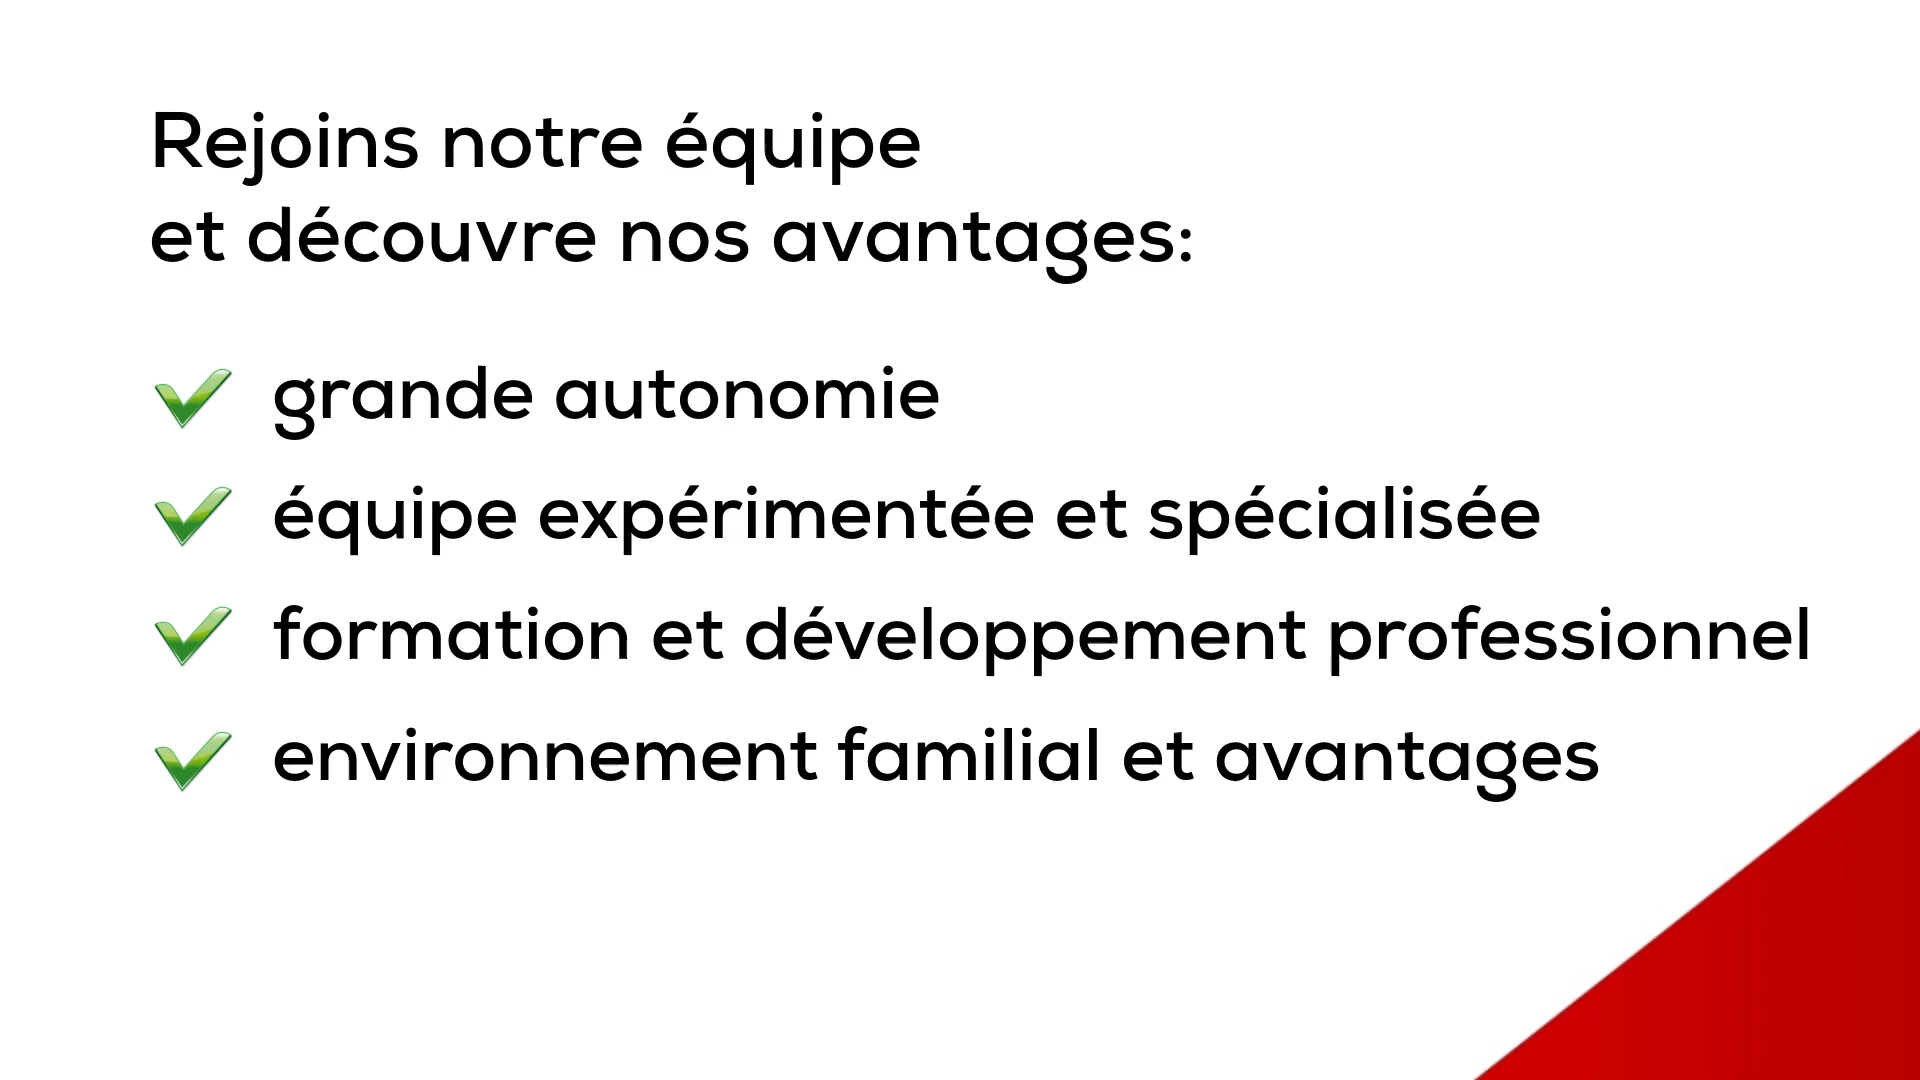 Rejoins notre équipe
et découvre nos avantages:
grande autonomie
équipe expérimentée et spécialisée
formation et développement professionnel
environnement familial et avantages